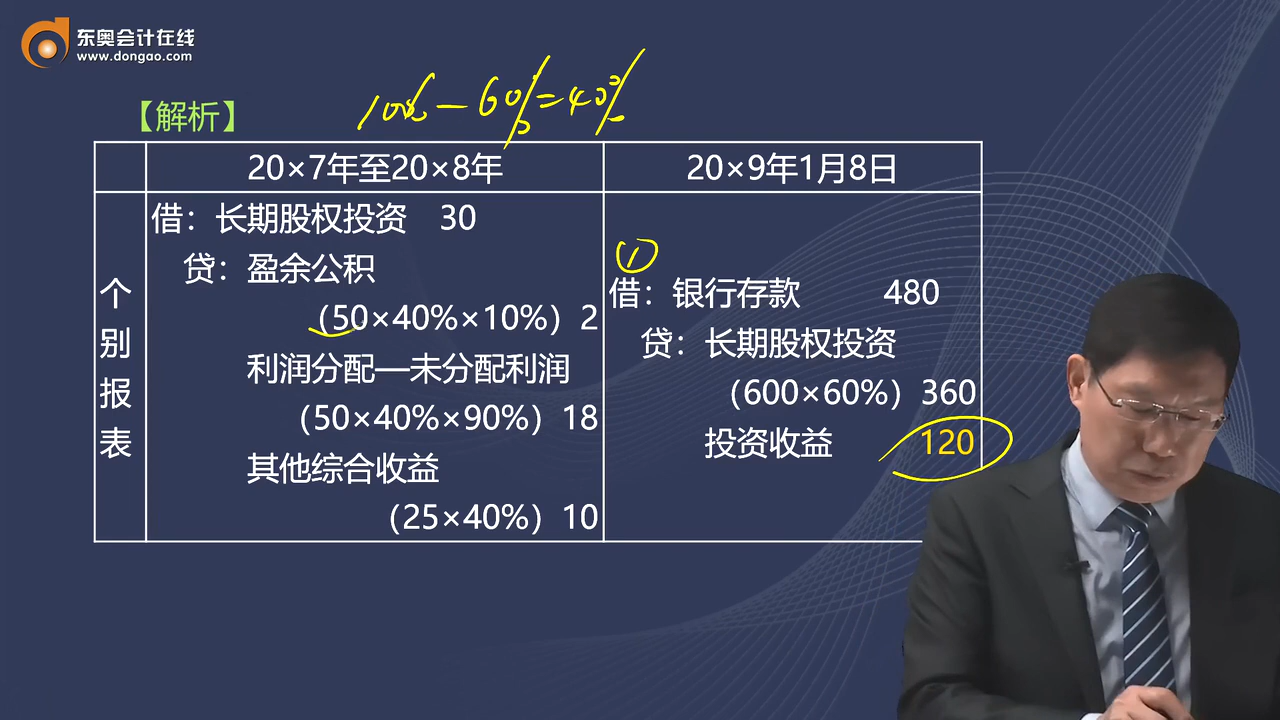 东奥会计在线
www.dongao.com
100% - 60% = 40%
【解析】
20×7年至20×8年
20×9年1月8日
个别报表
借：长期股权投资 30
贷：盈余公积
（50×40%×10%）2
利润分配—未分配利润
（50×40%×90%）18
其他综合收益
（25×40%）10
①
借：银行存款 480
贷：长期股权投资
（600×60%）360
投资收益 120